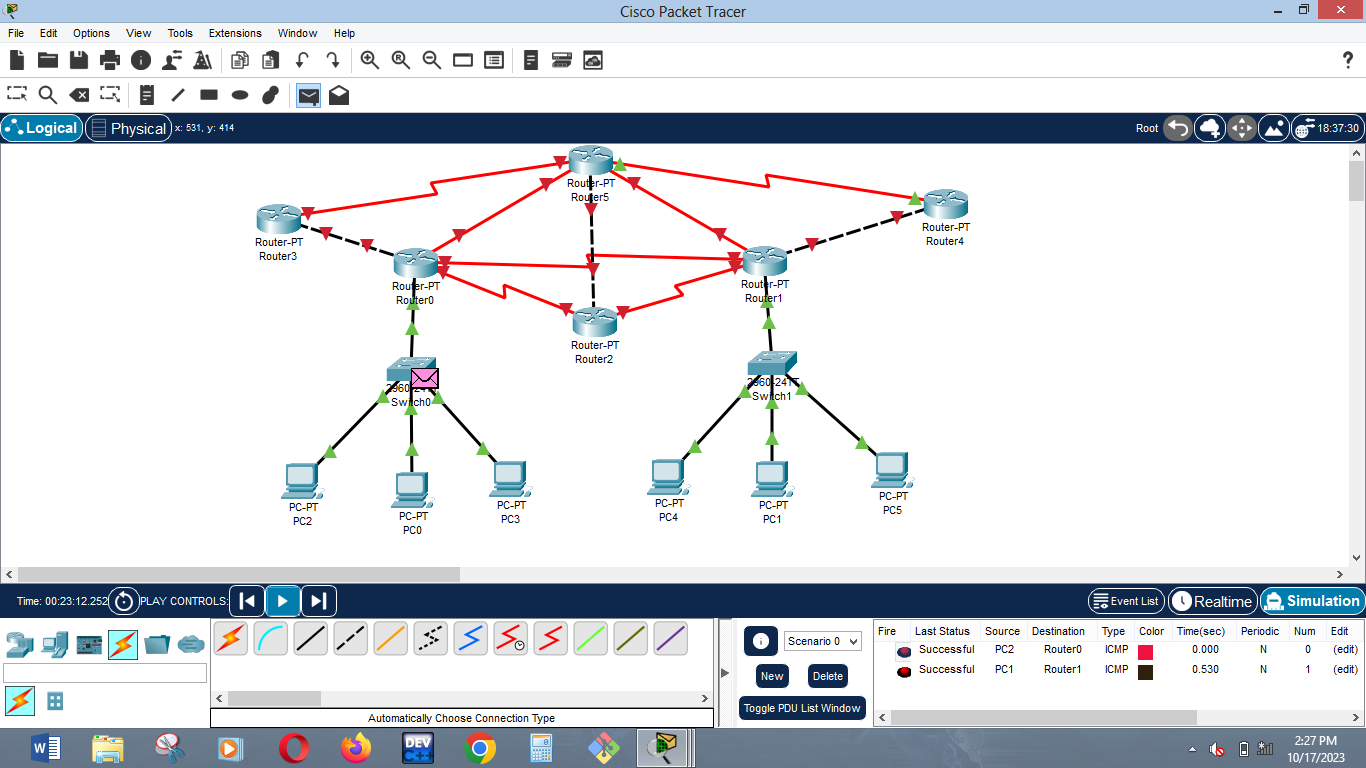 Cisco Packet Tracer
File Edit Options View Tools Extensions Window Help
Logical Physical x: 531, y: 414 Root 18:37:30
Router-PT
Router5
Router-PT
Router3
Router-PT
Router4
Router-PT
Router0
Router-PT
Router1
Router-PT
Router2
2960-24TT
Switch0
2960-24TT
Switch1
PC-PT
PC2
PC-PT
PC0
PC-PT
PC3
PC-PT
PC4
PC-PT
PC1
PC-PT
PC5
Time: 00:23:12.252 PLAY CONTROLS: Event List Realtime Simulation
Scenario 0
New Delete
Toggle PDU List Window
Fire Last Status Source Destination Type Color Time(sec) Periodic Num Edit
Successful PC2 Router0 ICMP 0.000 N 0 (edit)
Successful PC1 Router1 ICMP 0.530 N 1 (edit)
Automatically Choose Connection Type
DEV
C++
2:27 PM
10/17/2023